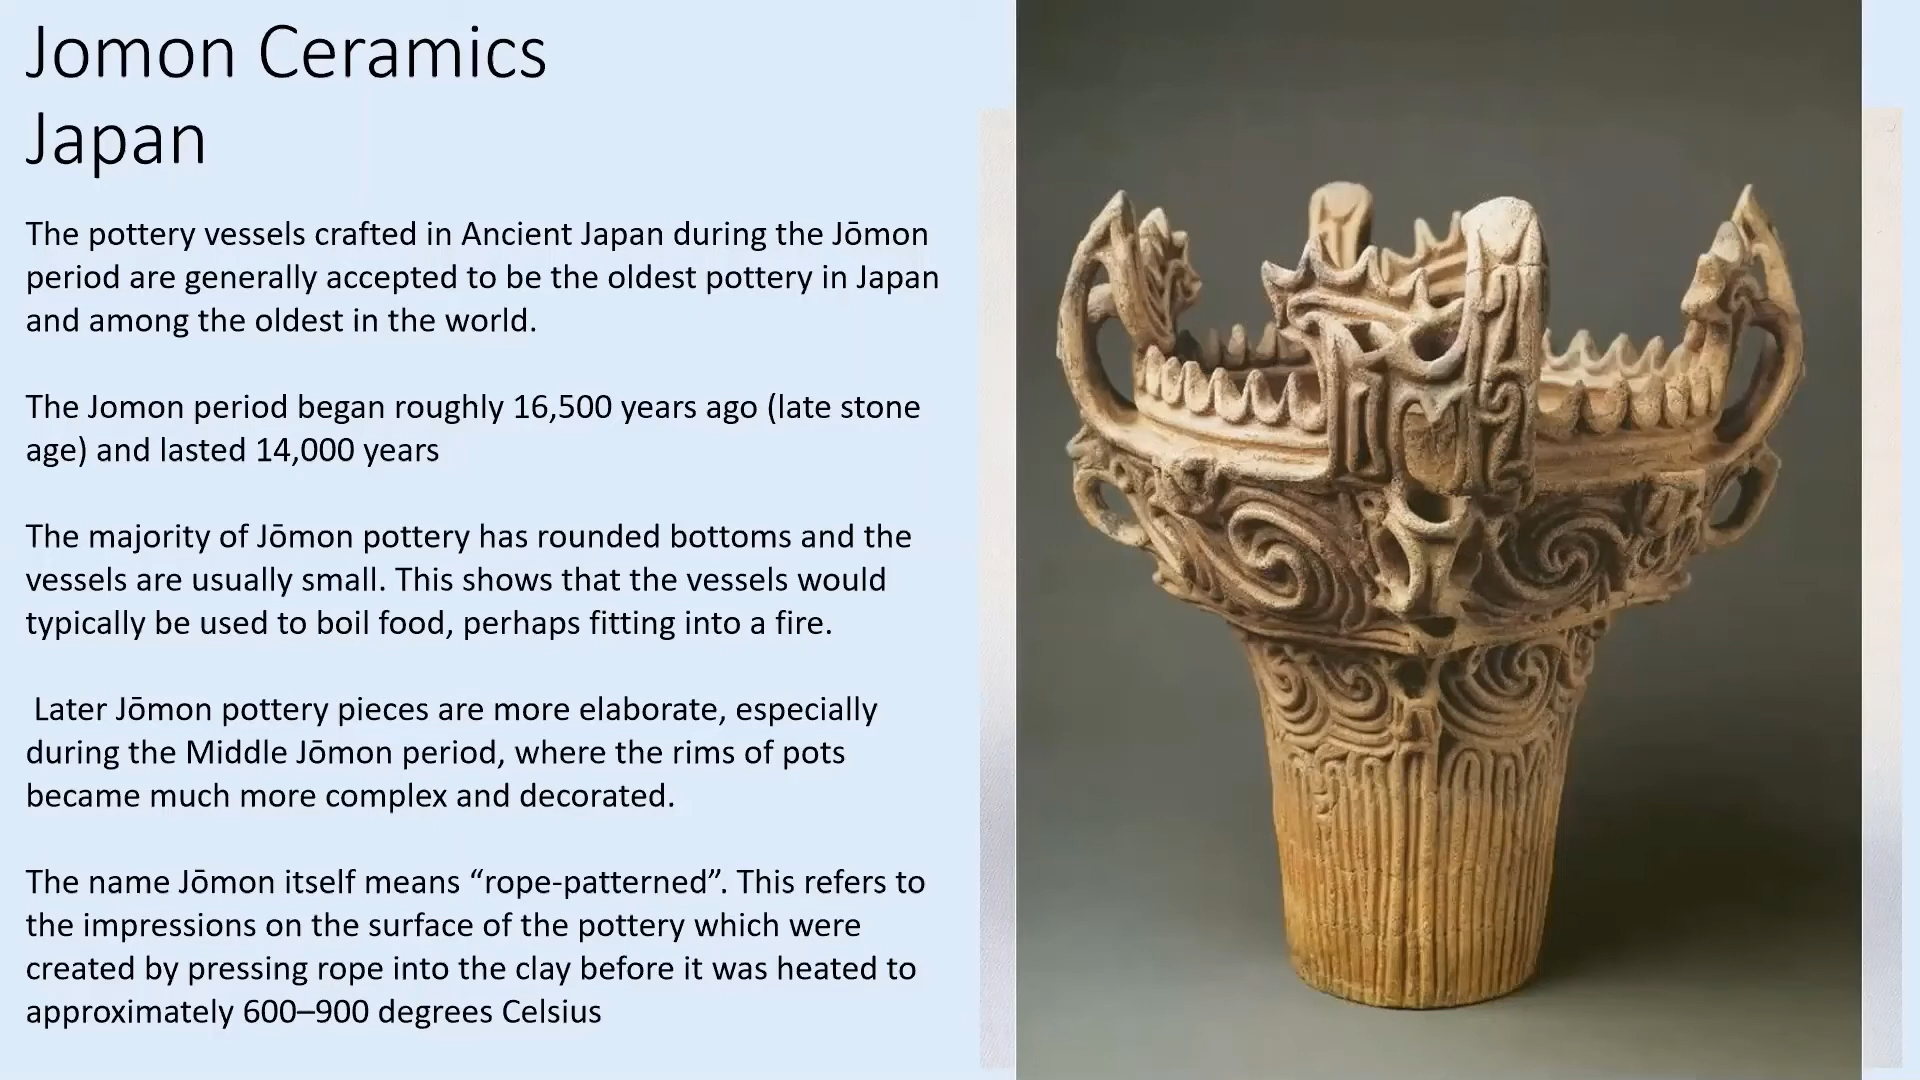 Jomon Ceramics
Japan
The pottery vessels crafted in Ancient Japan during the Jōmon
period are generally accepted to be the oldest pottery in Japan
and among the oldest in the world.
The Jomon period began roughly 16,500 years ago (late stone
age) and lasted 14,000 years
The majority of Jōmon pottery has rounded bottoms and the
vessels are usually small. This shows that the vessels would
typically be used to boil food, perhaps fitting into a fire.
Later Jōmon pottery pieces are more elaborate, especially
during the Middle Jōmon period, where the rims of pots
became much more complex and decorated.
The name Jōmon itself means “rope-patterned”. This refers to
the impressions on the surface of the pottery which were
created by pressing rope into the clay before it was heated to
approximately 600–900 degrees Celsius